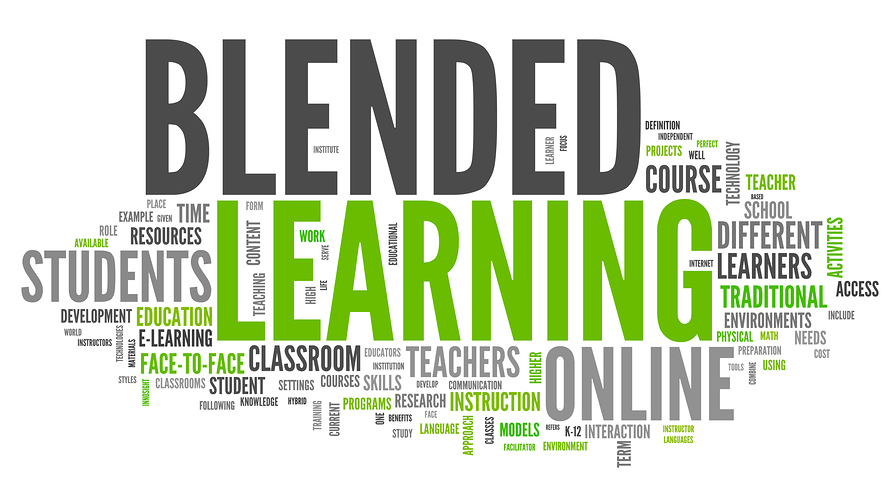 BLENDED
INSTITUTE
LEARNER
FOCUS
DEFINITION
INDEPENDENT
PERFECT
PROJECTS
WELL
TECHNOLOGY
COURSE
TEACHER
BASED
SCHOOL
PLACE
EXAMPLE
GIVEN
TIME
FORM
ROLE
AVAILABLE
RESOURCES
CONTENT
WORK
SERVE
EDUCATIONAL
LEARNING
DIFFERENT
ACTIVITIES
STUDENTS
TEACHING
HIGH
LIFE
INTERNET
LEARNERS
TRADITIONAL
ACCESS
DEVELOPMENT
EDUCATION
ENVIRONMENTS
INCLUDE
WORLD
INSTRUCTORS
TECHNOLOGIES
MATERIALS
E-LEARNING
PHYSICAL
MATH
NEEDS
FACE-TO-FACE
CLASSROOM
EDUCATORS
INSTITUTION
TEACHERS
HIGHER
ONLINE
PREPARATION
COST
TOOLS
COMBINE
USING
STYLES
INNOSIGHT
CLASSROOMS
STUDENT
SETTINGS
COURSES
SKILLS
DEVELOP
COMMUNICATION
FOLLOWING
KNOWLEDGE
HYBRID
TRAINING
CURRENT
PROGRAMS
RESEARCH
INSTRUCTION
ONE
BENEFITS
FACE
STUDY
LANGUAGE
APPROACH
CLASSES
MODELS
REFERS
K-12
INTERACTION
INSTRUCTOR
LANGUAGES
FACILITATOR
ENVIRONMENT
TERM